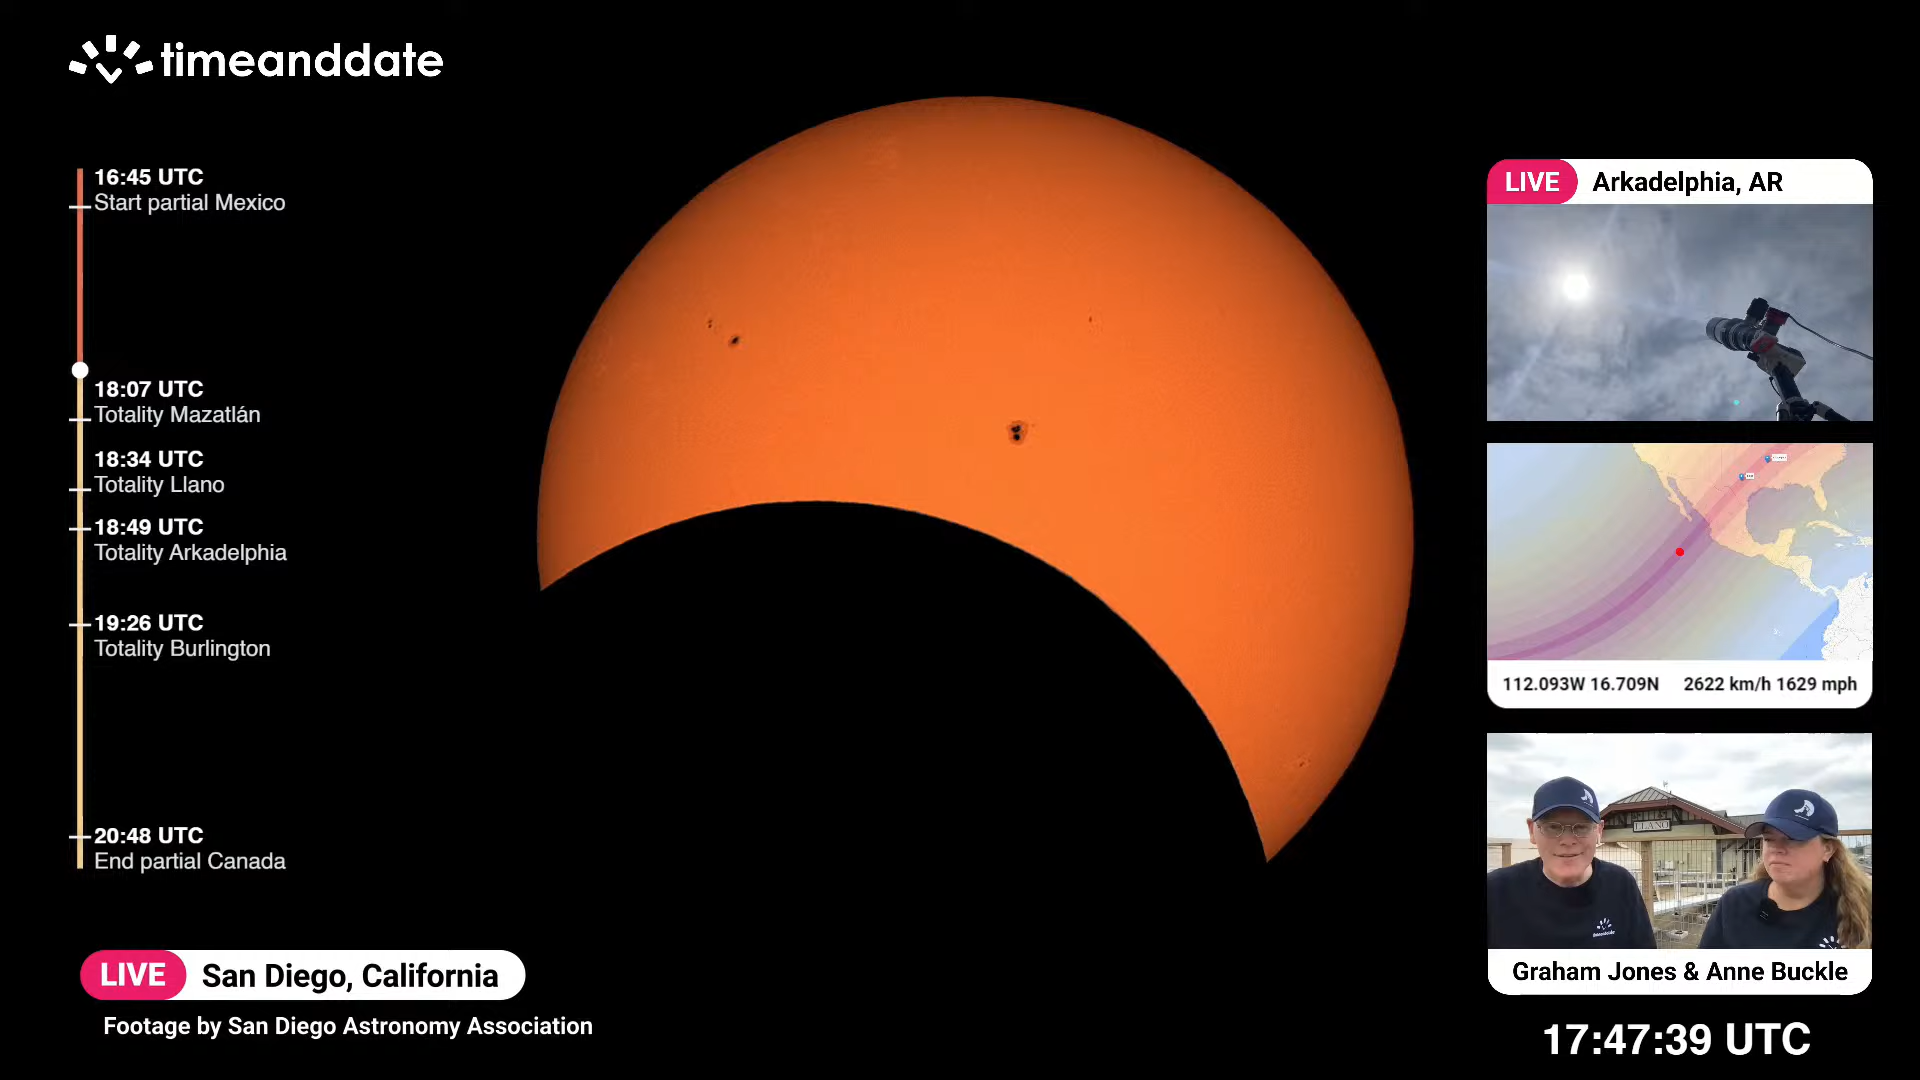 timeanddate
16:45 UTC
Start partial Mexico
18:07 UTC
Totality Mazatlán
18:34 UTC
Totality Llano
18:49 UTC
Totality Arkadelphia
19:26 UTC
Totality Burlington
20:48 UTC
End partial Canada
LIVE San Diego, California
Footage by San Diego Astronomy Association
LIVE Arkadelphia, AR
112.093W 16.709N 2622 km/h 1629 mph
LLANO
timeanddate
Graham Jones & Anne Buckle
17:47:39 UTC